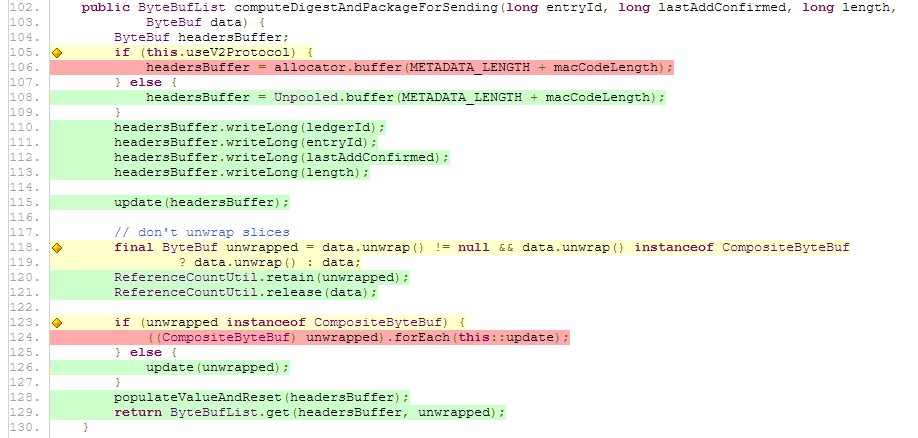 102.    public ByteBufList computeDigestAndPackageForSending(long entryId, long lastAddConfirmed, long length,
103.            ByteBuf data) {
104.        ByteBuf headersBuffer;
105.        if (this.useV2Protocol) {
106.            headersBuffer = allocator.buffer(METADATA_LENGTH + macCodeLength);
107.        } else {
108.            headersBuffer = Unpooled.buffer(METADATA_LENGTH + macCodeLength);
109.        }
110.        headersBuffer.writeLong(ledgerId);
111.        headersBuffer.writeLong(entryId);
112.        headersBuffer.writeLong(lastAddConfirmed);
113.        headersBuffer.writeLong(length);
114.
115.        update(headersBuffer);
116.
117.        // don't unwrap slices
118.        final ByteBuf unwrapped = data.unwrap() != null && data.unwrap() instanceof CompositeByteBuf
119.                ? data.unwrap() : data;
120.        ReferenceCountUtil.retain(unwrapped);
121.        ReferenceCountUtil.release(data);
122.
123.        if (unwrapped instanceof CompositeByteBuf) {
124.            ((CompositeByteBuf) unwrapped).forEach(this::update);
125.        } else {
126.            update(unwrapped);
127.        }
128.        populateValueAndReset(headersBuffer);
129.        return ByteBufList.get(headersBuffer, unwrapped);
130.    }